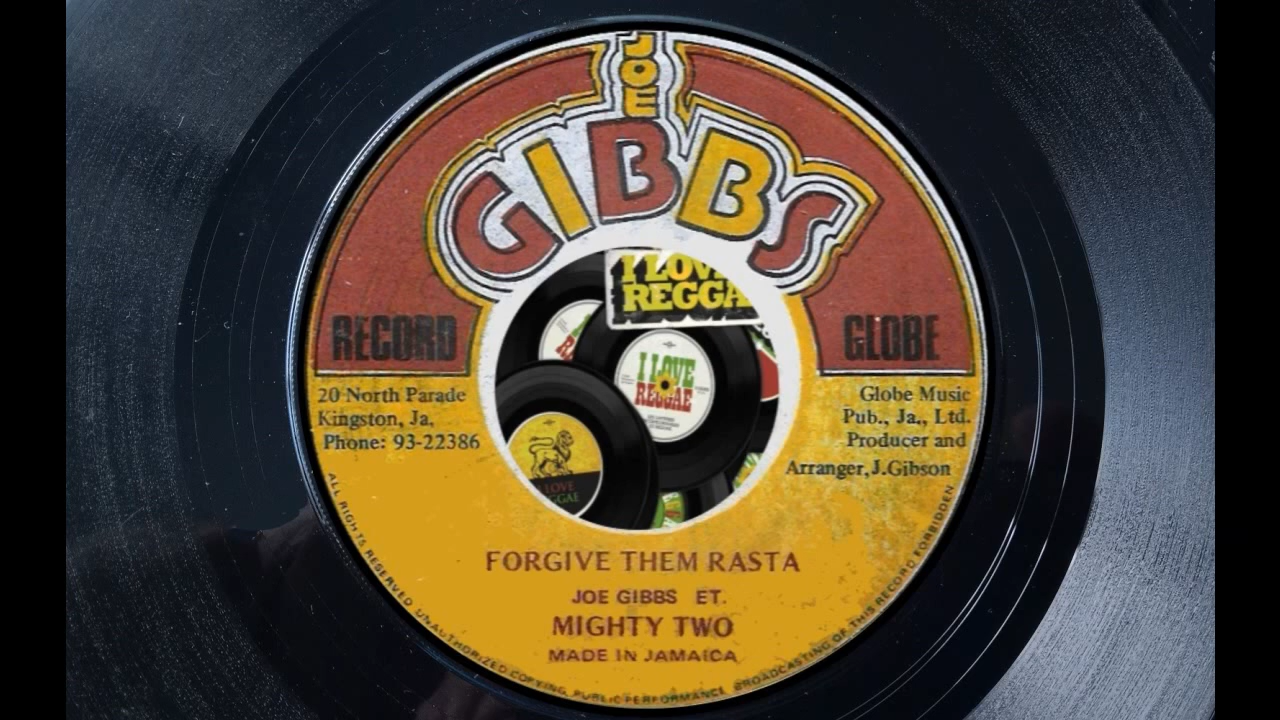 JOE
GIBBS
RECORD
GLOBE
20 North Parade
Kingston, Ja,
Phone: 93-22386
Globe Music
Pub., Ja., Ltd.
Producer and
Arranger, J.Gibson
I LOVE
REGGA
I LOVE
REGGAE
LOVE
GGAE
FORGIVE THEM RASTA
JOE GIBBS ET.
MIGHTY TWO
MADE IN JAMAICA
ALL RIGHTS RESERVED UNAUTHORIZED COPYING, PUBLIC PERFORMANCE BROADCASTING OF THIS RECORD FORBIDDEN